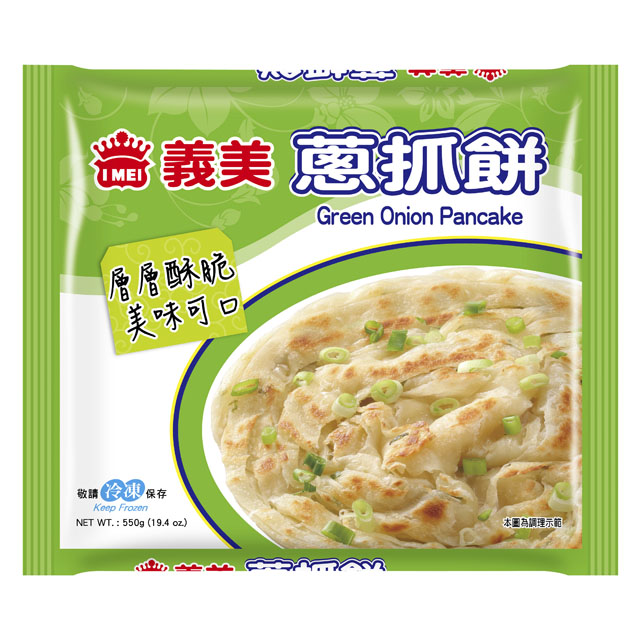 I MEI 義美 蔥抓餅
Green Onion Pancake
層層酥脆
美味可口
敬請 冷凍 保存
Keep Frozen
NET WT. : 550g (19.4 oz.)
本圖為調理示範
義美